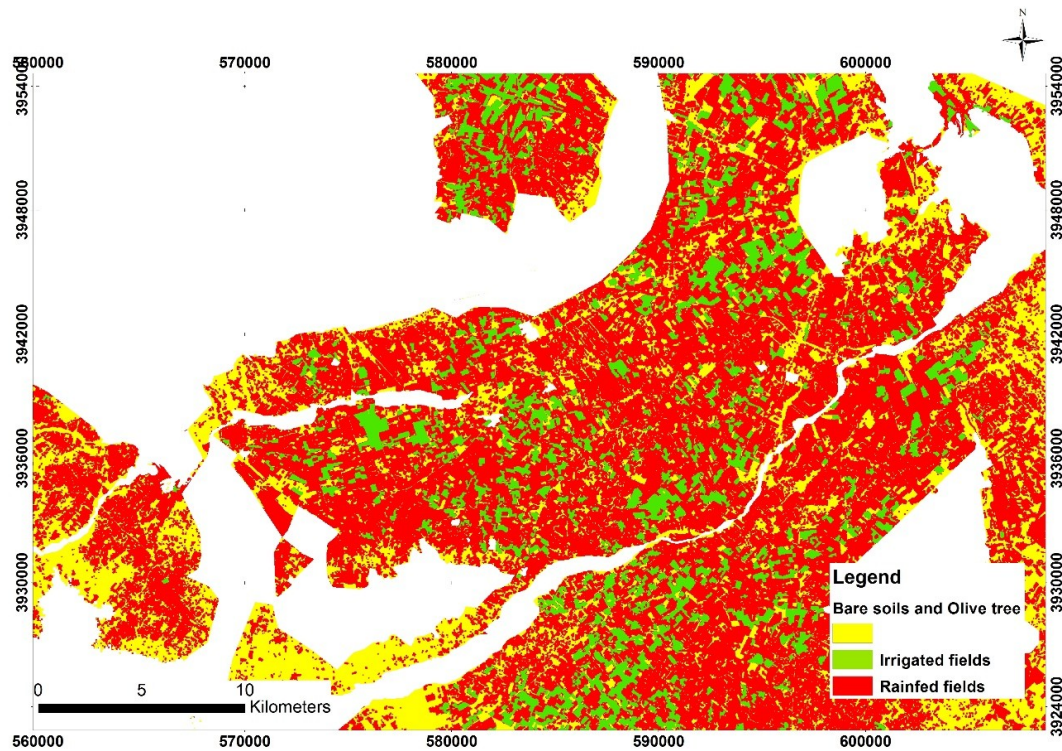 N
560000 570000 580000 590000 600000
3954000 3954000
3948000 3948000
3942000 3942000
3936000 3936000
3930000 3930000
3924000
Legend
Bare soils and Olive tree
Irrigated fields
Rainfed fields
0 5 10
Kilometers
560000 570000 580000 590000 600000